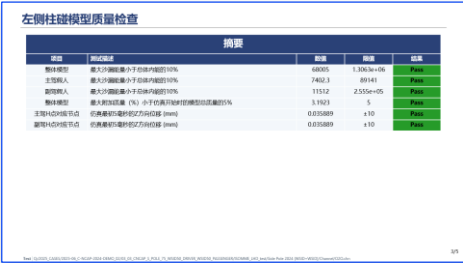 左侧柱碰模型质量检查
摘要
项目 测试描述 数值 限值 结果
整体模型 最大沙漏能量小于总体内能的10% 68005 1.3063e+06 Pass
主驾假人 最大沙漏能量小于总体内能的10% 7402.3 89141 Pass
副驾假人 最大沙漏能量小于总体内能的10% 11512 2.555e+05 Pass
整体模型 最大附加质量（%）小于仿真开始时的模型总质量的5% 3.1923 5 Pass
主驾H点对应节点 仿真最初5毫秒的Z方向位移 (mm) 0.035889 ±10 Pass
副驾H点对应节点 仿真最初5毫秒的Z方向位移 (mm) 0.035889 ±10 Pass
3/5